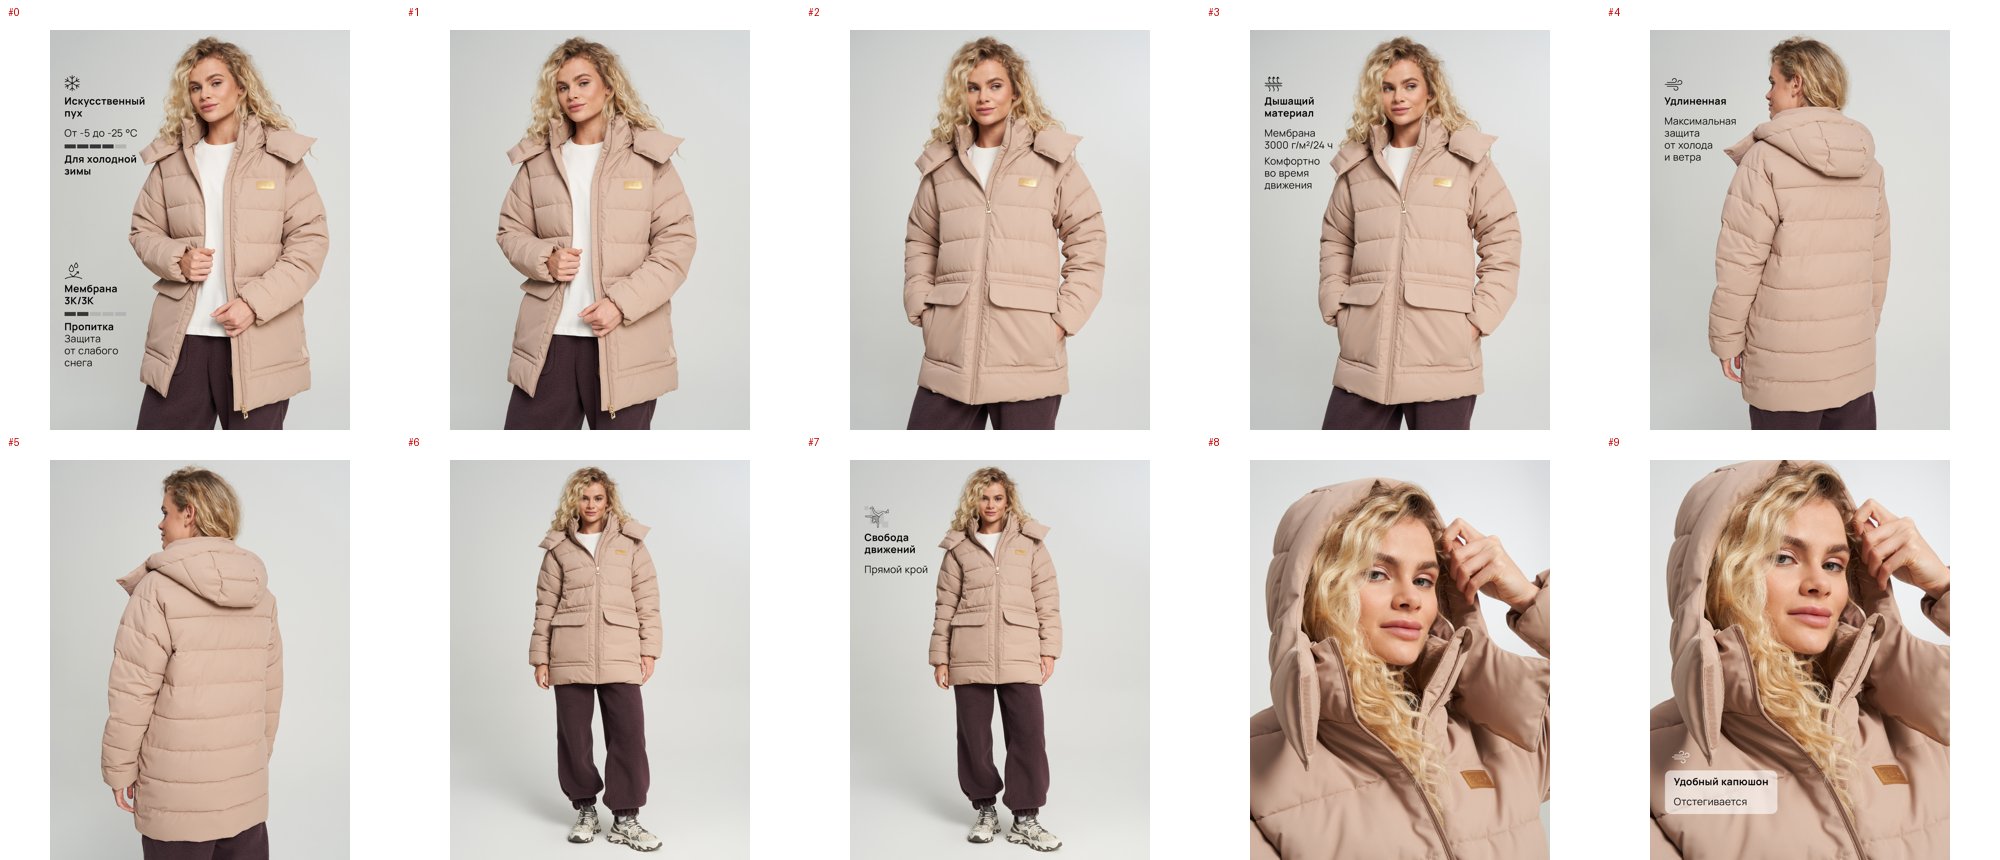 #0
Искусственный
пух
От -5 до -25 °C
Для холодной
зимы
Мембрана
3K/3K
Пропитка
Защита
от слабого
снега
#1
#2
#3
Дышащий
материал
Мембрана
3000 г/м²/24 ч
Комфортно
во время
движения
#4
Удлиненная
Максимальная
защита
от холода
и ветра
#5
#6
#7
Свобода
движений
Прямой крой
#8
#9
Удобный капюшон
Отстегивается